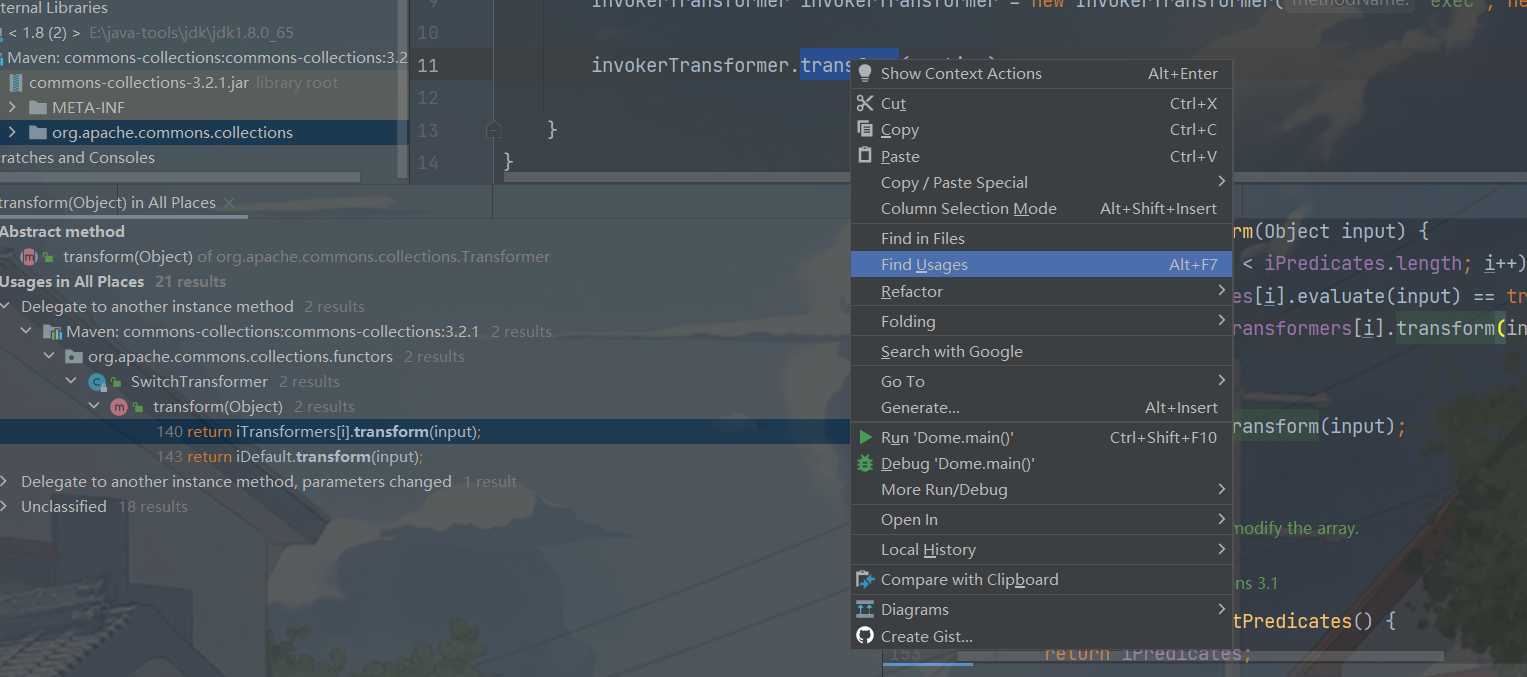 ternal Libraries
< 1.8 (2) > E:\java-tools\jdk\jdk1.8.0_65
Maven: commons-collections:commons-collections:3.2
commons-collections-3.2.1.jar library root
META-INF
org.apache.commons.collections
ratches and Consoles
9 InvokerTransformer invokerTransformer = new InvokerTransformer( methodName: "exec", ne
10
11 invokerTransformer.trans
12
13 }
14 }
transform(Object) in All Places
Abstract method
transform(Object) of org.apache.commons.collections.Transformer
Usages in All Places 21 results
Delegate to another instance method 2 results
Maven: commons-collections:commons-collections:3.2.1 2 results
org.apache.commons.collections.functors 2 results
SwitchTransformer 2 results
transform(Object) 2 results
140 return iTransformers[i].transform(input);
143 return iDefault.transform(input);
Delegate to another instance method, parameters changed 1 result
Unclassified 18 results
Show Context Actions Alt+Enter
Cut Ctrl+X
Copy Ctrl+C
Paste Ctrl+V
Copy / Paste Special
Column Selection Mode Alt+Shift+Insert
Find in Files
Find Usages Alt+F7
Refactor
Folding
Search with Google
Go To
Generate... Alt+Insert
Run 'Dome.main()' Ctrl+Shift+F10
Debug 'Dome.main()'
More Run/Debug
Open In
Local History
Compare with Clipboard
Diagrams
Create Gist...
rm(Object input) {
< iPredicates.length; i++)
es[i].evaluate(input) == tr
ransformers[i].transform(in
ransform(input);
modify the array.
ns 3.1
tPredicates() {
153 return iPredicates;